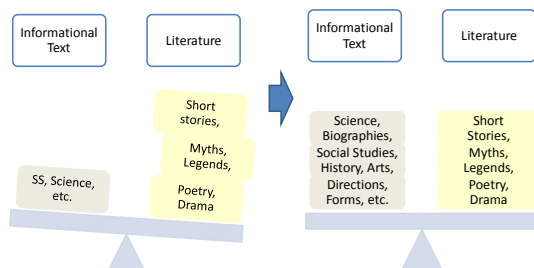 Informational
Text
Literature
Short
stories,
Myths,
Legends,
Poetry,
Drama
SS, Science,
etc.
Informational
Text
Literature
Science,
Biographies,
Social Studies,
History, Arts,
Directions,
Forms, etc.
Short
Stories,
Myths,
Legends,
Poetry,
Drama